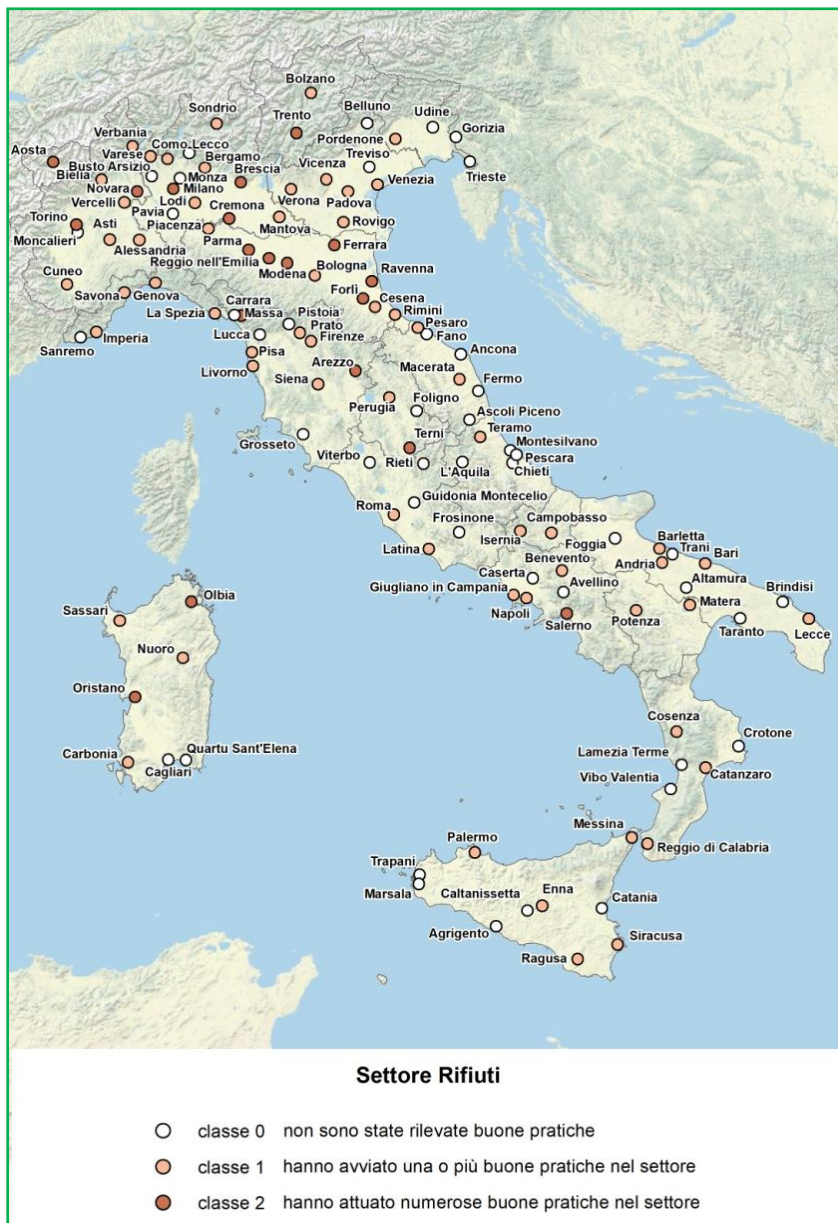 Bolzano
Sondrio
Belluno
Udine
Trento
Verbania
Pordenone
Gorizia
Como
Lecco
Aosta
Varese
Bergamo
Vicenza
Treviso
Busto Arsizio
Brescia
Trieste
Bielia
Monza
Venezia
Novara
Milano
Verona
Padova
Vercelli
Lodi
Cremona
Torino
Pavia
Rovigo
Asti
Piacenza
Mantova
Moncalieri
Parma
Ferrara
Alessandria
Reggio nell'Emilia
Bologna
Ravenna
Cuneo
Modena
Savona
Genova
Forlì
Cesena
Carrara
La Spezia
Massa
Pistoia
Rimini
Prato
Pesaro
Imperia
Lucca
Firenze
Fano
Sanremo
Pisa
Ancona
Arezzo
Macerata
Livorno
Siena
Fermo
Perugia
Foligno
Ascoli Piceno
Teramo
Grosseto
Terni
Montesilvano
Viterbo
Rieti
Pescara
L'Aquila
Chieti
Guidonia Montecelio
Roma
Frosinone
Campobasso
Isernia
Foggia
Barletta
Trani
Latina
Benevento
Andria
Bari
Caserta
Avellino
Altamura
Giugliano in Campania
Brindisi
Olbia
Matera
Sassari
Napoli
Salerno
Potenza
Taranto
Lecce
Nuoro
Oristano
Cosenza
Crotone
Carbonia
Quartu Sant'Elena
Lamezia Terme
Cagliari
Catanzaro
Vibo Valentia
Messina
Palermo
Reggio di Calabria
Trapani
Marsala
Caltanissetta
Enna
Catania
Agrigento
Siracusa
Ragusa
Settore Rifiuti
classe 0 non sono state rilevate buone pratiche
classe 1 hanno avviato una o più buone pratiche nel settore
classe 2 hanno attuato numerose buone pratiche nel settore